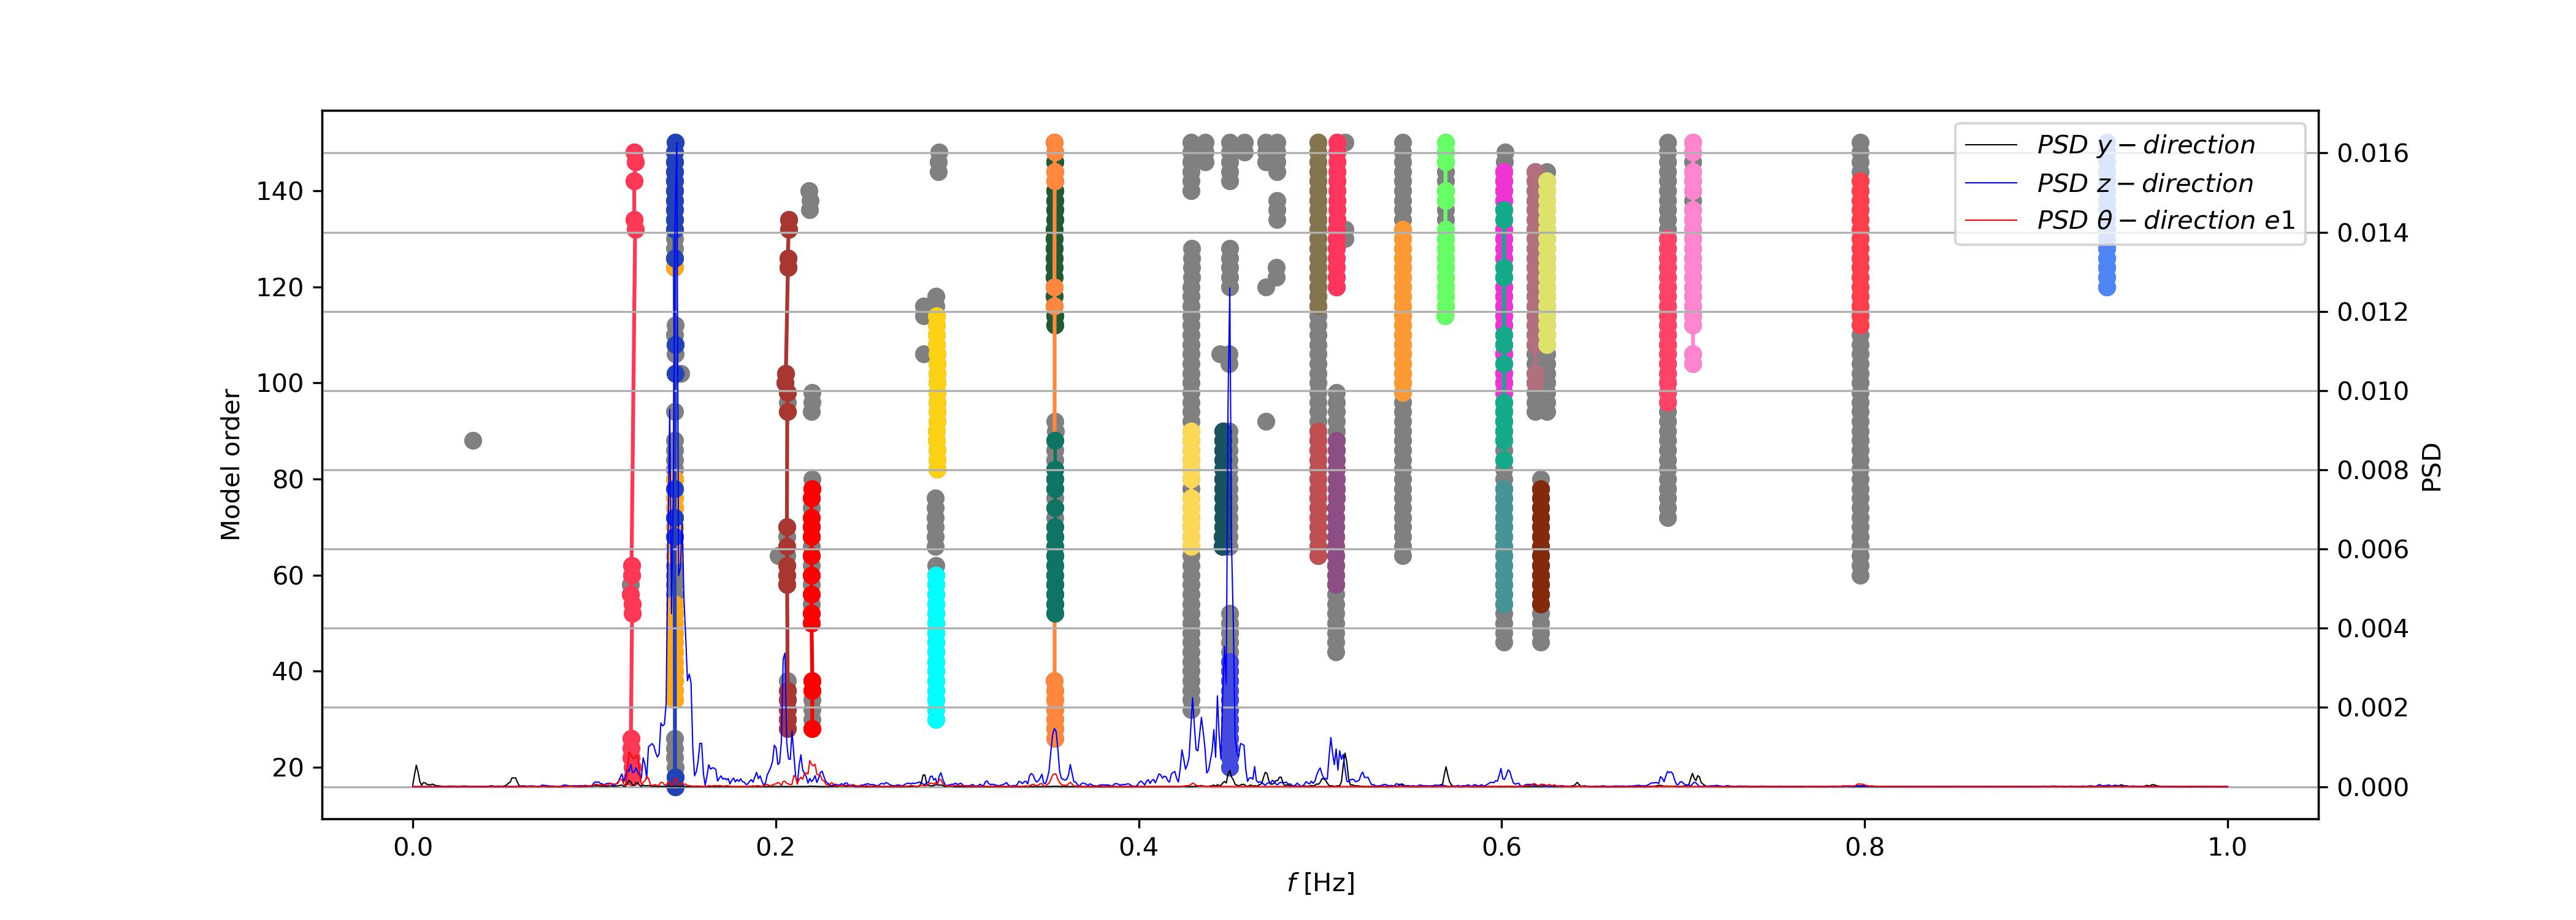 PSD y − direction
PSD z − direction
PSD θ − direction e1
140
120
100
80
60
40
20
Model order
0.016
0.014
0.012
0.010
0.008
0.006
0.004
0.002
0.000
PSD
0.0 0.2 0.4 0.6 0.8 1.0
f [Hz]